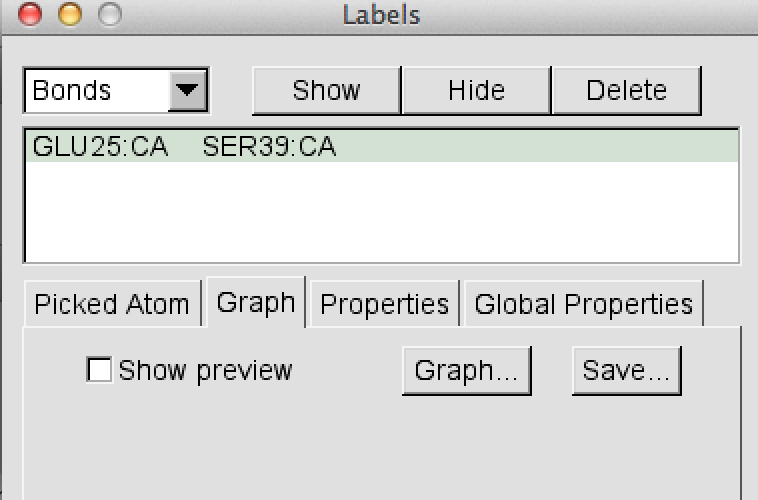 Labels
Bonds Show Hide Delete
GLU25:CA SER39:CA
Picked Atom Graph Properties Global Properties
Show preview Graph... Save...